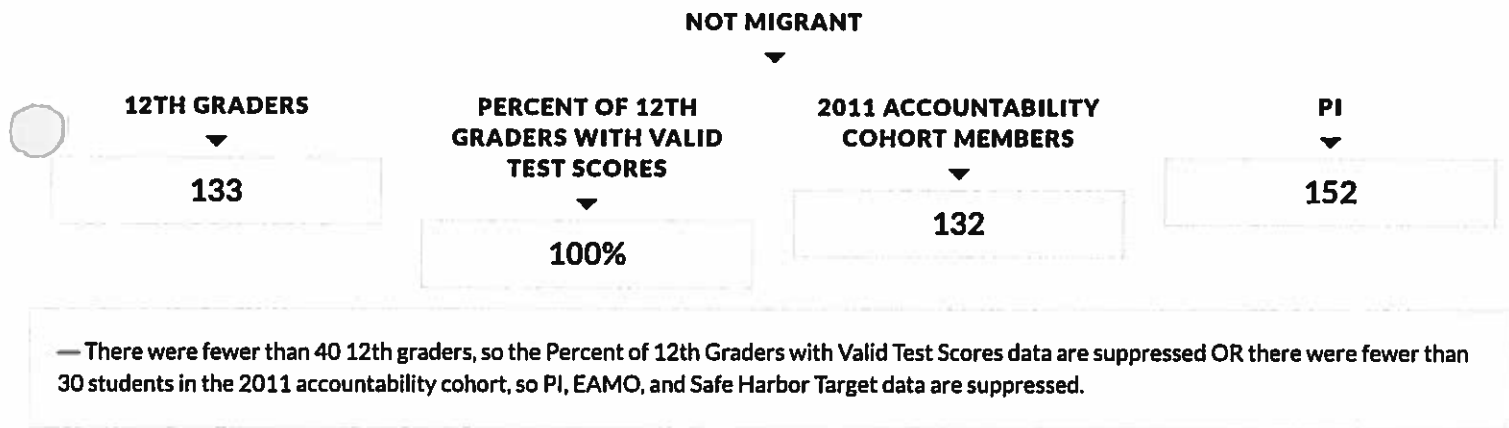 NOT MIGRANT
12TH GRADERS
133
PERCENT OF 12TH
GRADERS WITH VALID
TEST SCORES
100%
2011 ACCOUNTABILITY
COHORT MEMBERS
132
PI
152
— There were fewer than 40 12th graders, so the Percent of 12th Graders with Valid Test Scores data are suppressed OR there were fewer than
30 students in the 2011 accountability cohort, so PI, EAMO, and Safe Harbor Target data are suppressed.